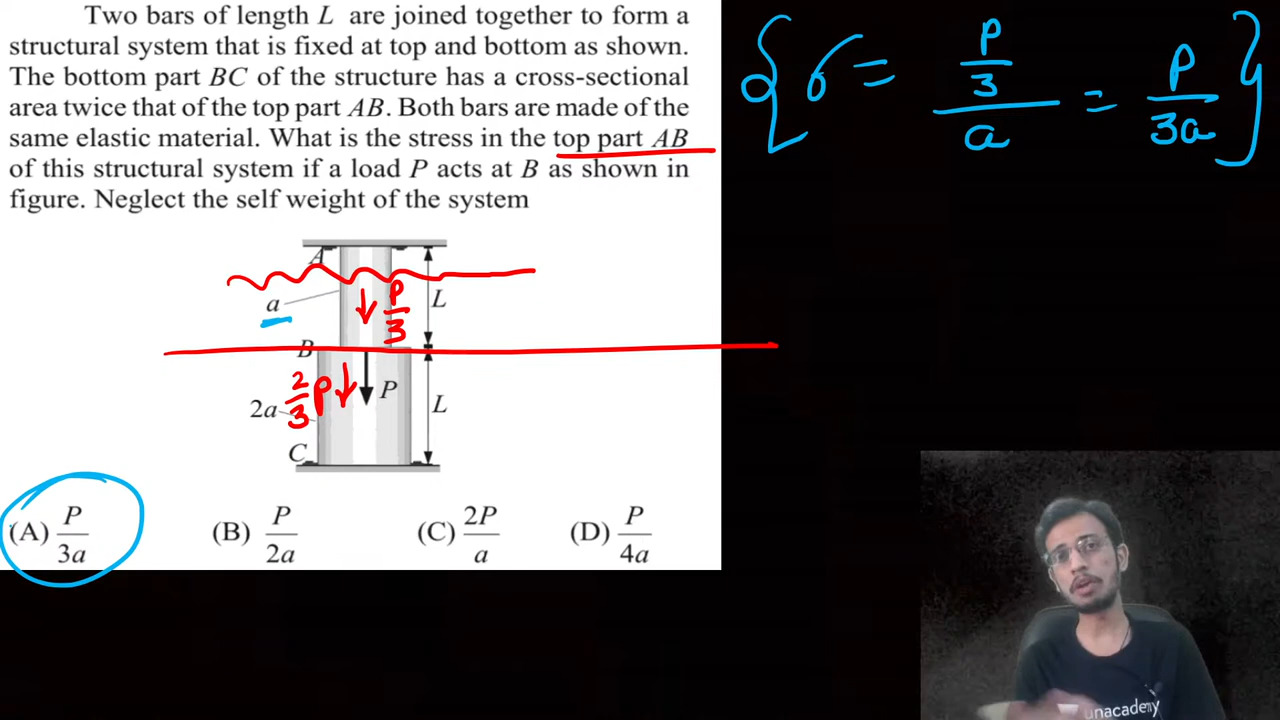 Two bars of length L are joined together to form a
structural system that is fixed at top and bottom as shown.
The bottom part BC of the structure has a cross-sectional
area twice that of the top part AB. Both bars are made of the
same elastic material. What is the stress in the top part AB
of this structural system if a load P acts at B as shown in
figure. Neglect the self weight of the system
σ = P/3 / a = P/3a
A
a
P/3
L
B
2/3 P
P
2a
L
C
(A) P/3a (B) P/2a (C) 2P/a (D) P/4a
unacademy